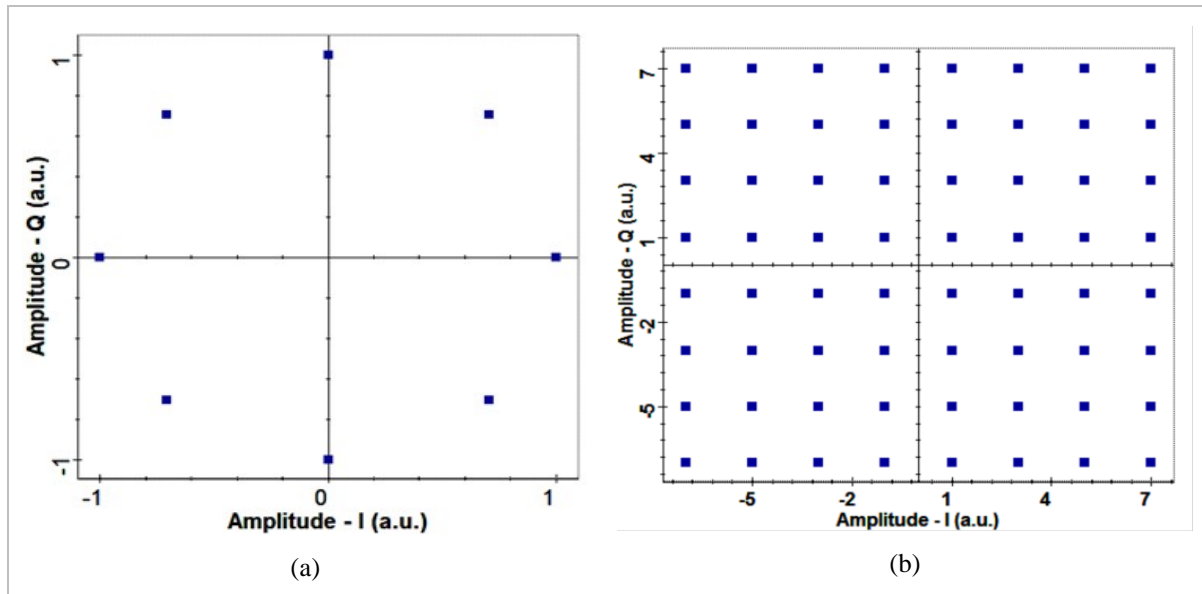 1
0
-1
Amplitude - Q (a.u.)
-1 0 1
Amplitude - I (a.u.)
(a)
7
4
1
-2
-5
Amplitude - Q (a.u.)
-5 -2 1 4 7
Amplitude - I (a.u.)
(b)